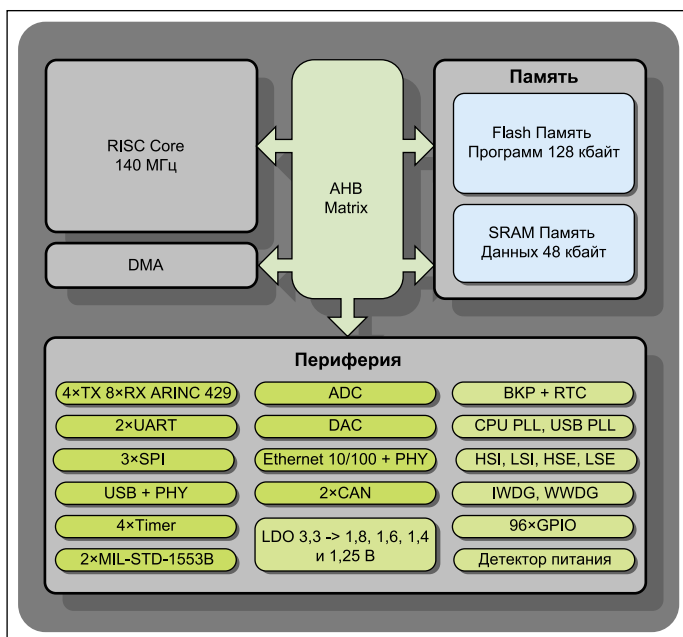 RISC Core
140 МГц
DMA
AHB
Matrix
Память
Flash Память
Программ 128 кбайт
SRAM Память
Данных 48 кбайт
Периферия
4×TX 8×RX ARINC 429
2×UART
3×SPI
USB + PHY
4×Timer
2×MIL-STD-1553B
ADC
DAC
Ethernet 10/100 + PHY
2×CAN
LDO 3,3 -> 1,8, 1,6, 1,4
и 1,25 В
BKP + RTC
CPU PLL, USB PLL
HSI, LSI, HSE, LSE
IWDG, WWDG
96×GPIO
Детектор питания